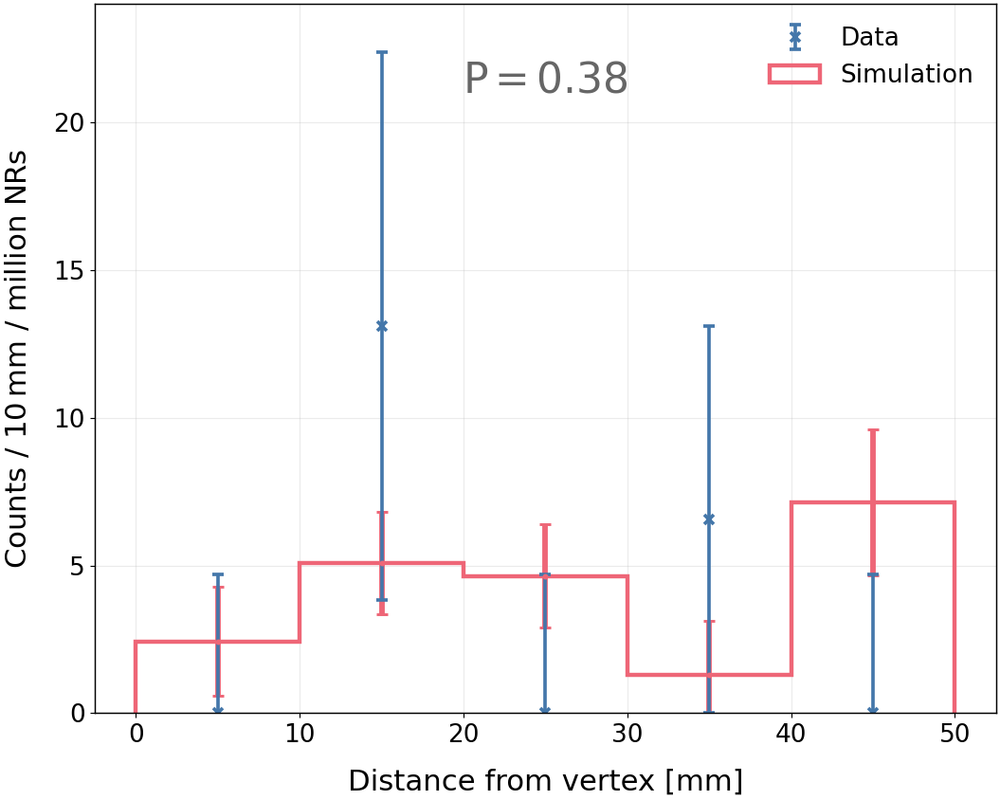 P = 0.38
Data
Simulation
Counts / 10 mm / million NRs
20
15
10
5
0
0 10 20 30 40 50
Distance from vertex [mm]